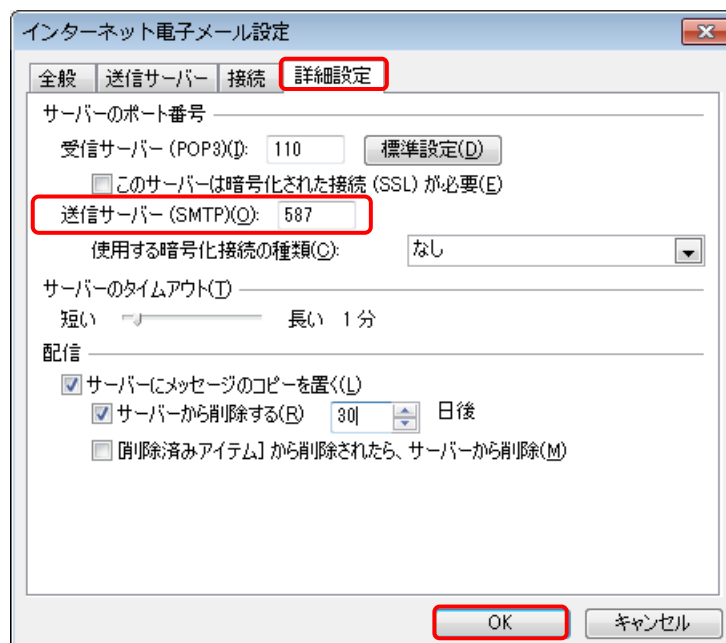 インターネット電子メール設定
全般 送信サーバー 接続 詳細設定
サーバーのポート番号
受信サーバー (POP3)(I): 110 標準設定(D)
このサーバーは暗号化された接続 (SSL) が必要(E)
送信サーバー (SMTP)(O): 587
使用する暗号化接続の種類(C): なし
サーバーのタイムアウト(T)
短い 長い 1 分
配信
サーバーにメッセージのコピーを置く(L)
サーバーから削除する(R) 30 日後
[削除済みアイテム] から削除されたら、サーバーから削除(M)
OK キャンセル